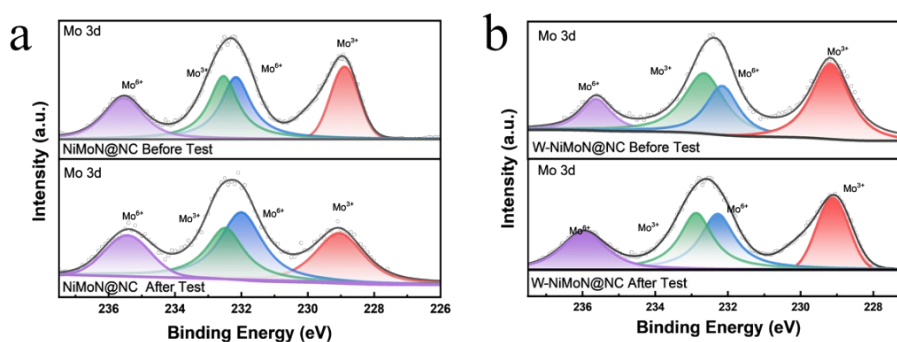 a
Mo 3d
Mo⁶⁺
Mo³⁺
Mo⁶⁺
Mo³⁺
NiMoN@NC Before Test
Mo 3d
Mo⁶⁺
Mo³⁺
Mo⁶⁺
Mo³⁺
NiMoN@NC After Test
Intensity (a.u.)
236 234 232 230 228 226
Binding Energy (eV)
b
Mo 3d
Mo⁶⁺
Mo³⁺
Mo⁶⁺
Mo³⁺
W-NiMoN@NC Before Test
Mo 3d
Mo⁶⁺
Mo³⁺
Mo⁶⁺
Mo³⁺
W-NiMoN@NC After Test
Intensity (a.u.)
236 234 232 230 228
Binding Energy (eV)